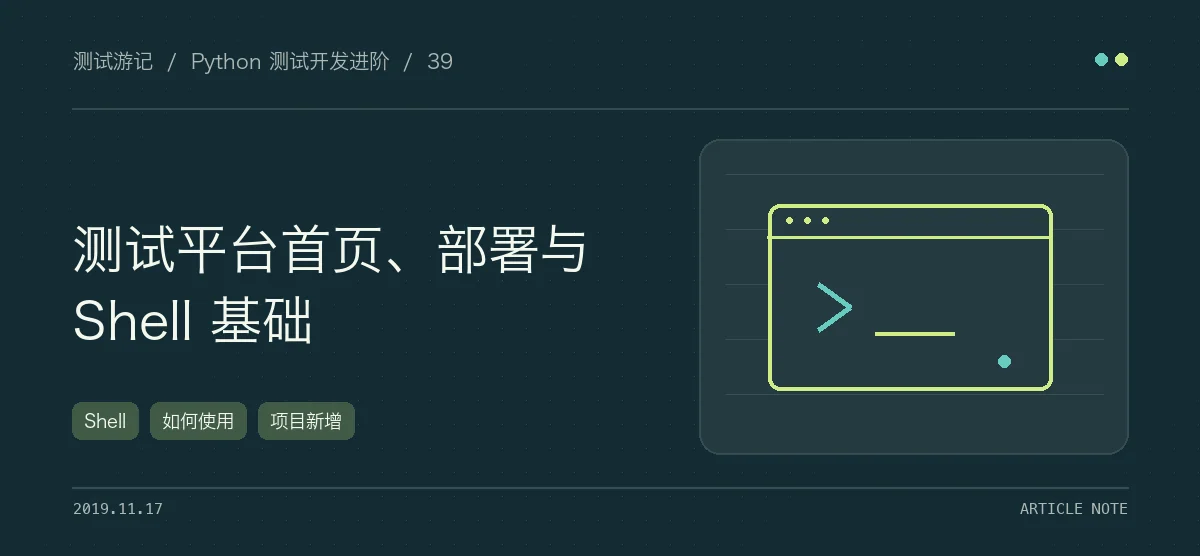 测试游记 / Python 测试开发进阶 / 39
测试平台首页、部署与
Shell 基础
Shell 如何使用 项目新增
2019.11.17
ARTICLE NOTE